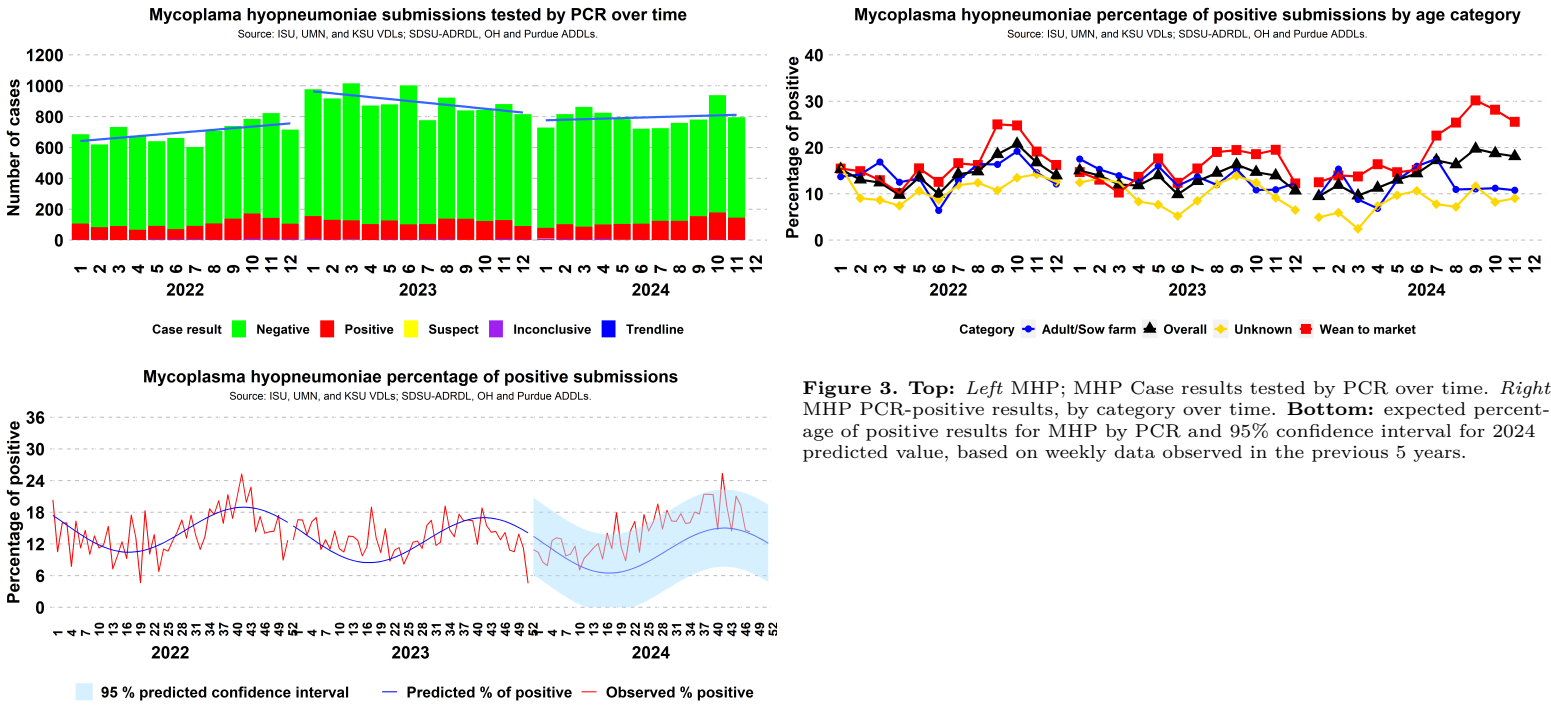 Mycoplama hyopneumoniae submissions tested by PCR over time
Source: ISU, UMN, and KSU VDLs; SDSU-ADRDL, OH and Purdue ADDLs.
Number of cases
1200
1000
800
600
400
200
0
1 2 3 4 5 6 7 8 9 10 11 12 1 2 3 4 5 6 7 8 9 10 11 12 1 2 3 4 5 6 7 8 9 10 11 12
2022 2023 2024
Case result Negative Positive Suspect Inconclusive Trendline
Mycoplasma hyopneumoniae percentage of positive submissions by age category
Source: ISU, UMN, and KSU VDLs; SDSU-ADRDL, OH and Purdue ADDLs.
Percentage of positive
40
30
20
10
0
1 2 3 4 5 6 7 8 9 10 11 12 1 2 3 4 5 6 7 8 9 10 11 12 1 2 3 4 5 6 7 8 9 10 11 12
2022 2023 2024
Category Adult/Sow farm Overall Unknown Wean to market
Mycoplasma hyopneumoniae percentage of positive submissions
Source: ISU, UMN, and KSU VDLs; SDSU-ADRDL, OH and Purdue ADDLs.
Percentage of positive
36
30
24
18
12
6
0
1 4 7 10 13 16 19 22 25 28 31 34 37 40 43 46 49 52 1 4 7 10 13 16 19 22 25 28 31 34 37 40 43 46 49 52 1 4 7 10 13 16 19 22 25 28 31 34 37 40 43 46 49 52
2022 2023 2024
95 % predicted confidence interval Predicted % of positive Observed % positive
Figure 3. Top: Left MHP; MHP Case results tested by PCR over time. Right
MHP PCR-positive results, by category over time. Bottom: expected percent-
age of positive results for MHP by PCR and 95% confidence interval for 2024
predicted value, based on weekly data observed in the previous 5 years.